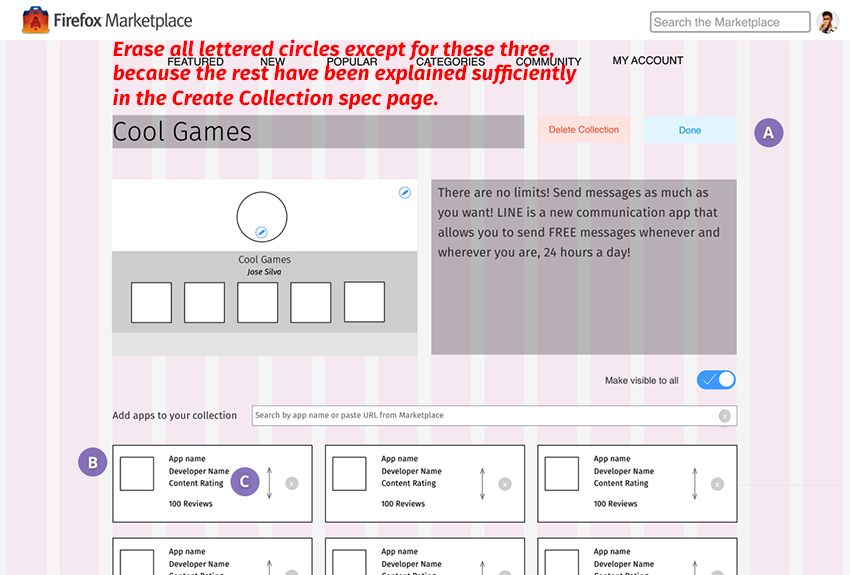 Firefox Marketplace
Search the Marketplace
Erase all lettered circles except for these three,
FEATURED NEW POPULAR CATEGORIES COMMUNITY MY ACCOUNT
because the rest have been explained sufficiently
in the Create Collection spec page.
Cool Games
Delete Collection
Done
A
There are no limits! Send messages as much as
you want! LINE is a new communication app that
allows you to send FREE messages whenever and
wherever you are, 24 hours a day!
Cool Games
Jose Silva
Make visible to all
Add apps to your collection
Search by app name or paste URL from Marketplace
x
B
App name
Developer Name
Content Rating
100 Reviews
C
x
App name
Developer Name
Content Rating
100 Reviews
x
App name
Developer Name
Content Rating
100 Reviews
x
App name
Developer Name
Content Rating
App name
Developer Name
Content Rating
App name
Developer Name
Content Rating